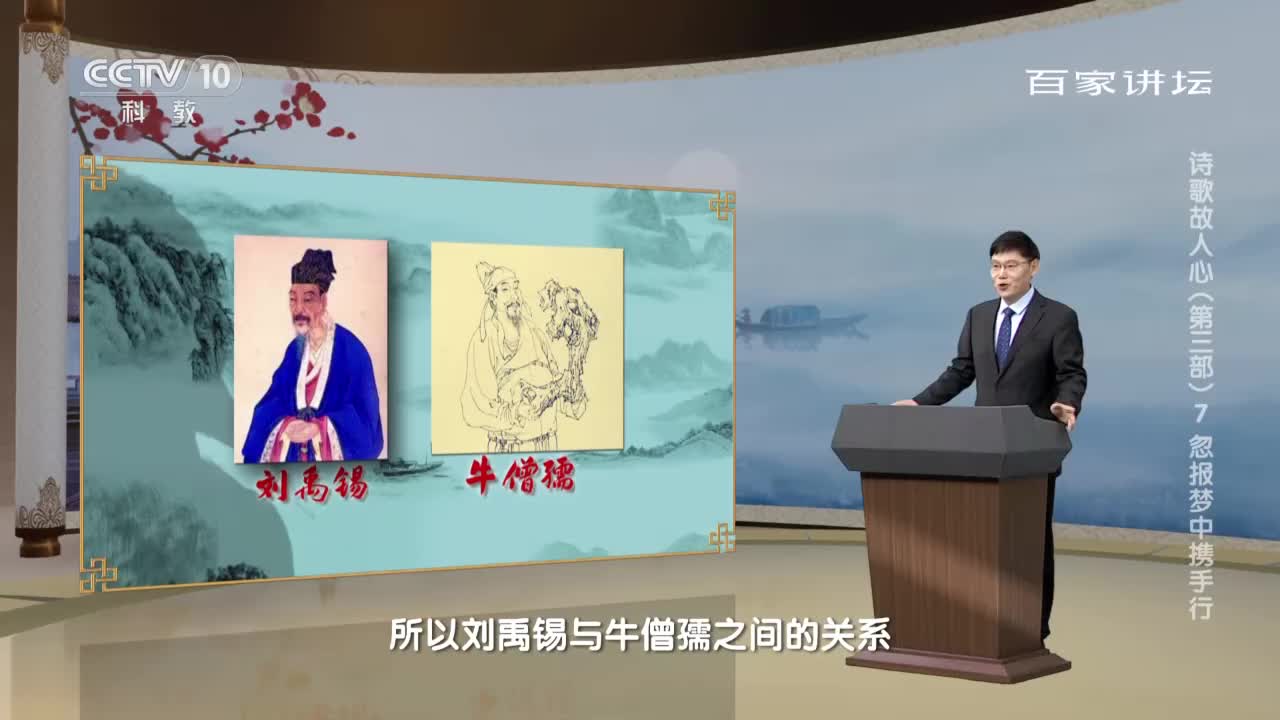 CCTV 10
科教
百家讲坛
诗歌故人心（第三部）7 忽报梦中携手行
刘禹锡
牛僧孺
所以刘禹锡与牛僧孺之间的关系